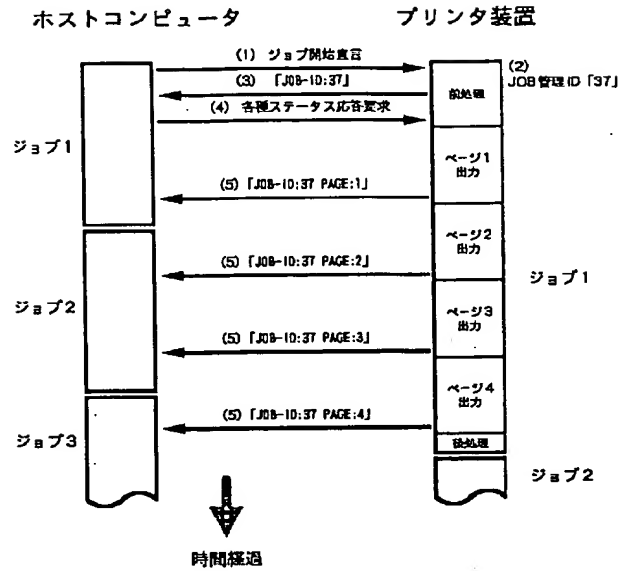 ホストコンピュータ
プリンタ装置
(1) ジョブ開始宣言
(2)
JOB管理ID「37」
(3) 「JOB-ID:37」
前処理
(4) 各種ステータス応答要求
ジョブ1
ページ1
出力
(5) 「JOB-ID:37 PAGE:1」
ページ2
出力
(5) 「JOB-ID:37 PAGE:2」
ジョブ1
ジョブ2
ページ3
出力
(5) 「JOB-ID:37 PAGE:3」
ページ4
出力
(5) 「JOB-ID:37 PAGE:4」
ジョブ3
後処理
ジョブ2
時間経過